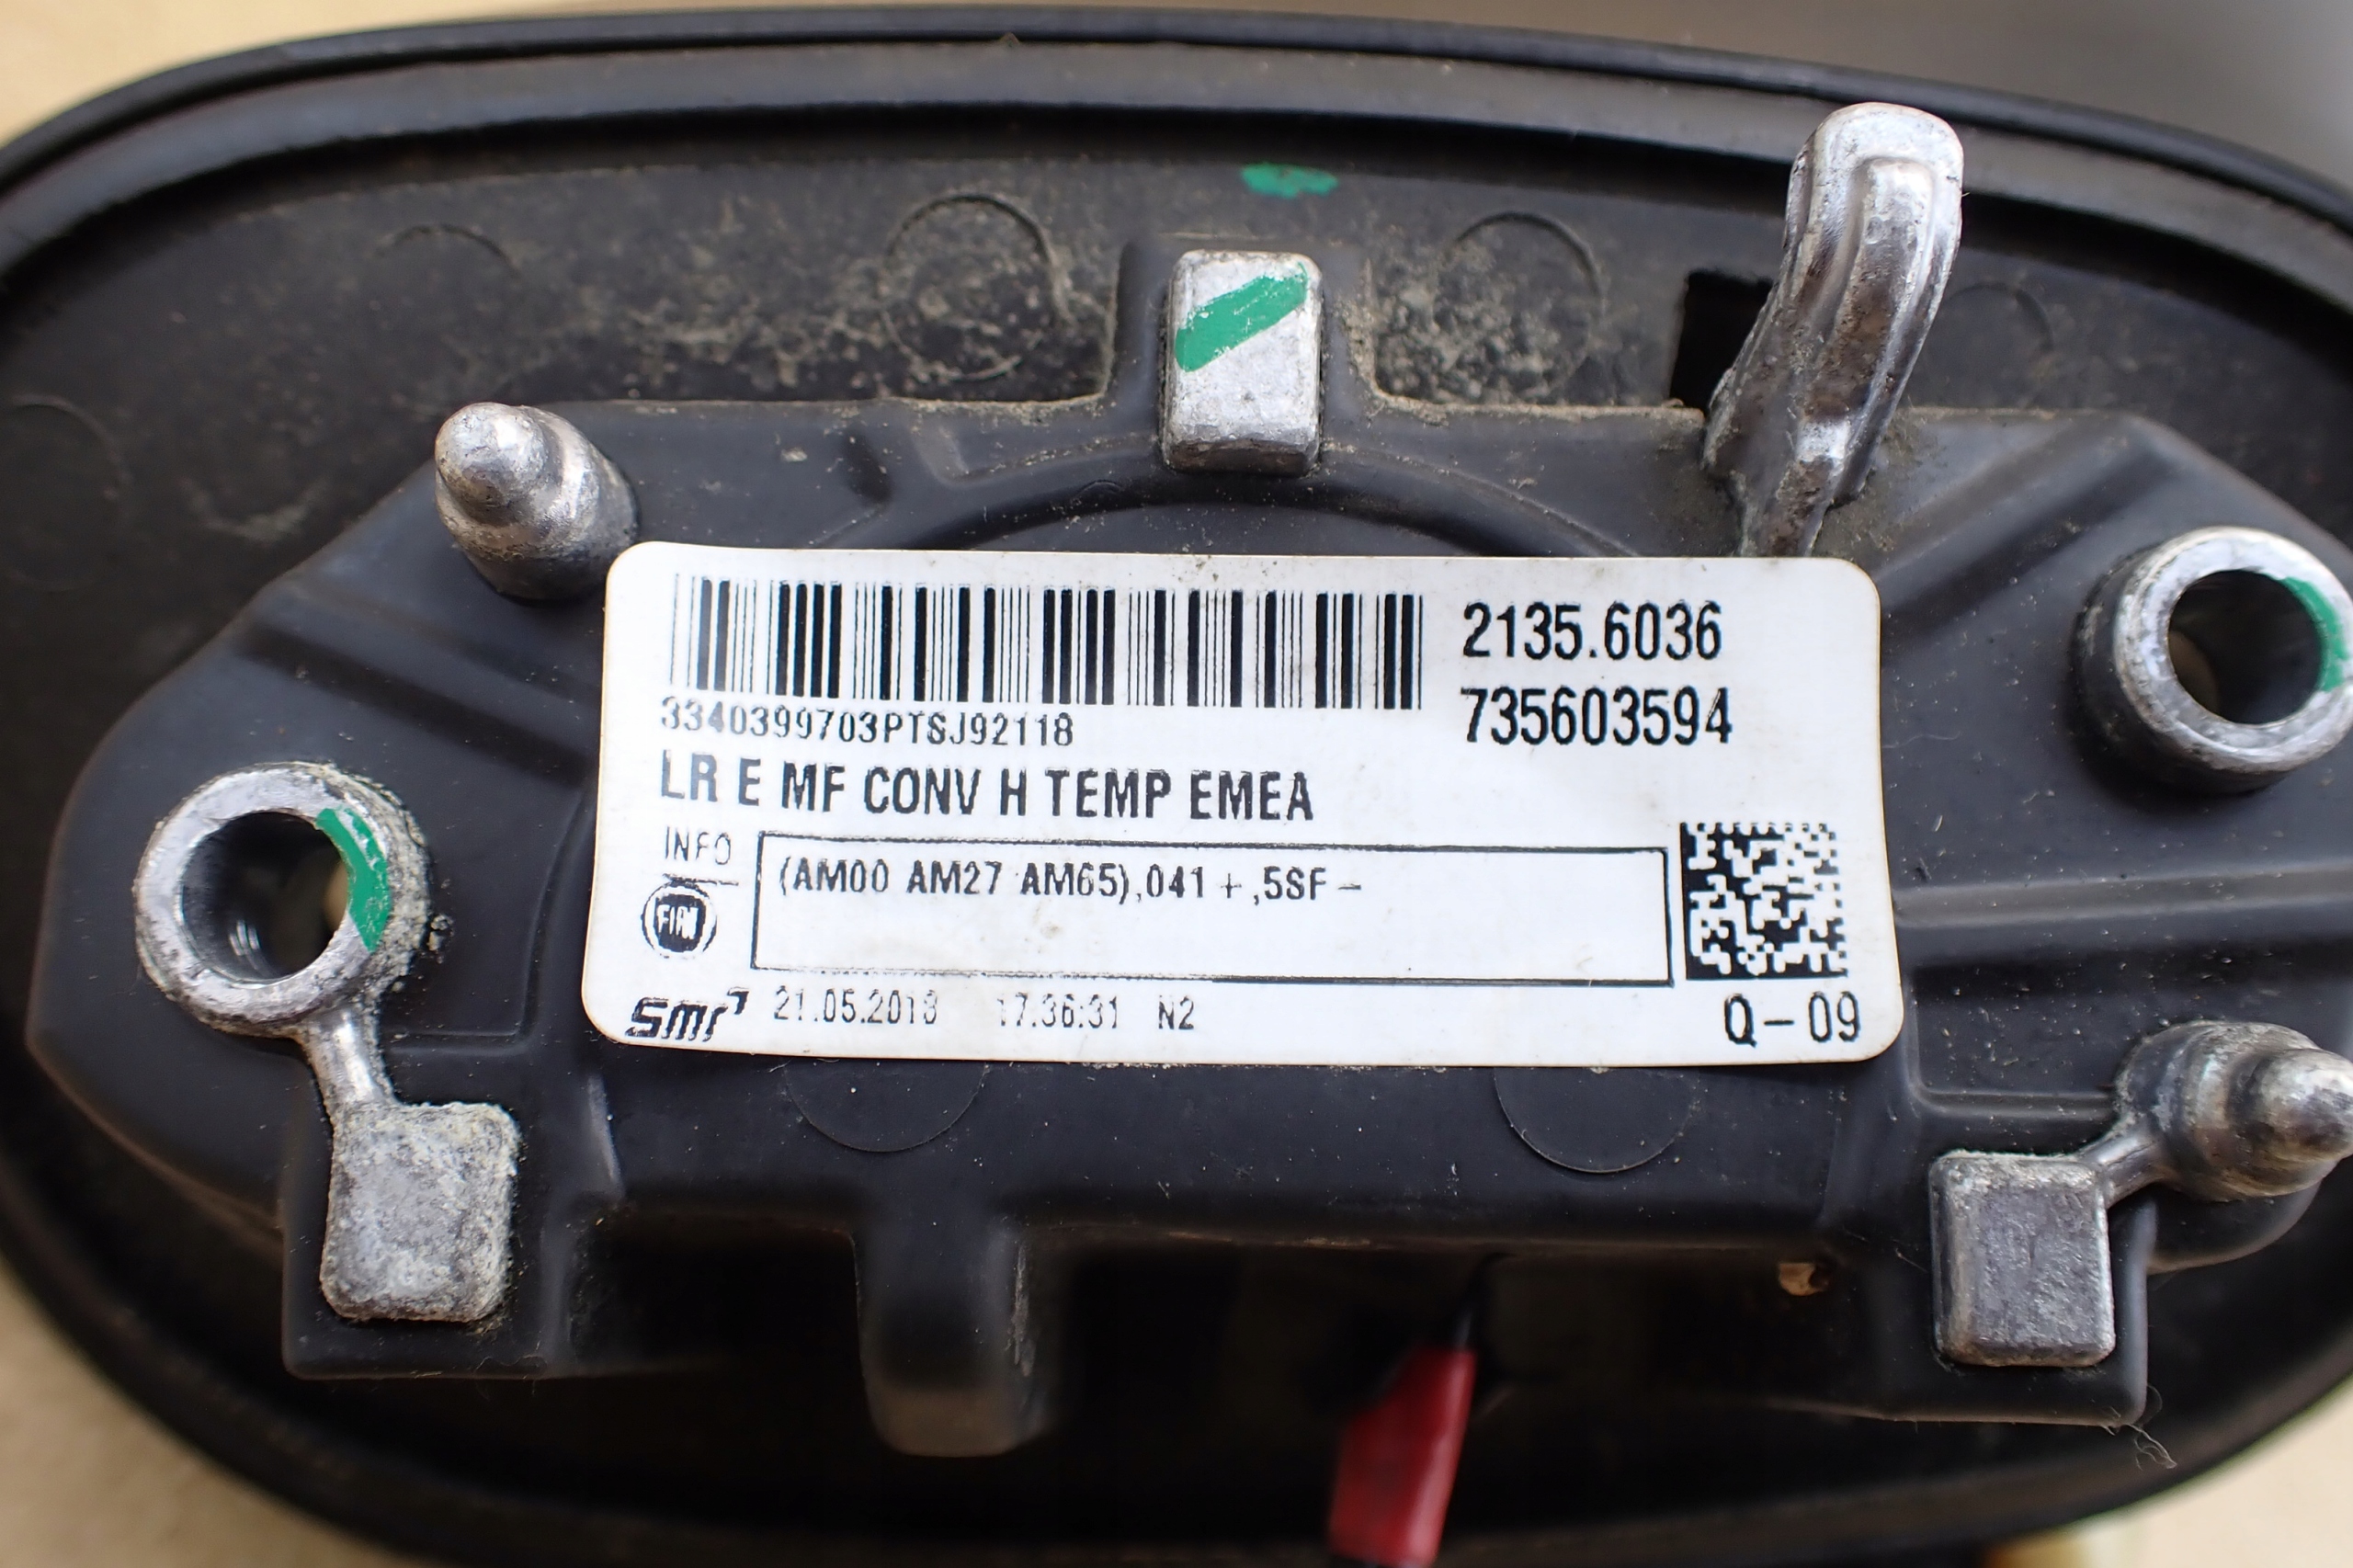 2135.6036
3340399703PTSJ92118
735603594
LR E MF CONV H TEMP EMEA
INFO
(AM00 AM27 AM65),041 + ,5SF –
FIAT
smr 21.05.2018 17:36:31 N2
Q – 09